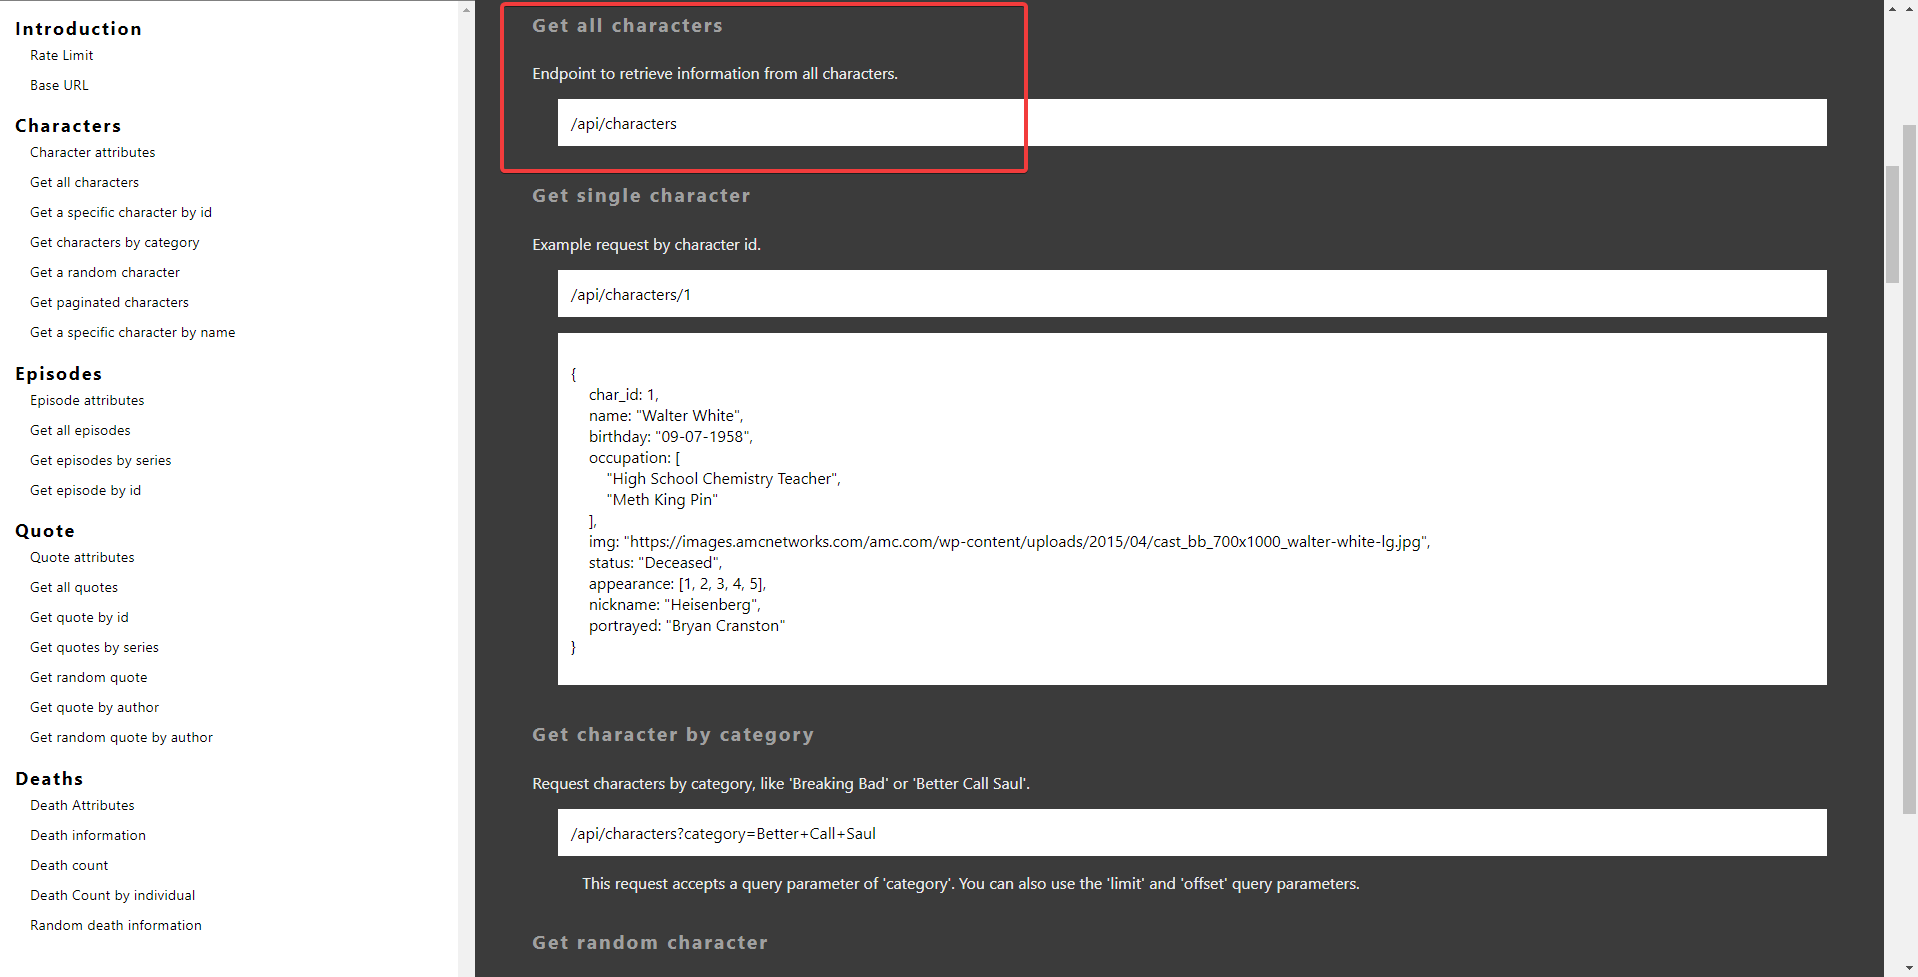 Introduction
Rate Limit
Base URL
Characters
Character attributes
Get all characters
Get a specific character by id
Get characters by category
Get a random character
Get paginated characters
Get a specific character by name
Episodes
Episode attributes
Get all episodes
Get episodes by series
Get episode by id
Quote
Quote attributes
Get all quotes
Get quote by id
Get quotes by series
Get random quote
Get quote by author
Get random quote by author
Deaths
Death Attributes
Death information
Death count
Death Count by individual
Random death information
Get all characters
Endpoint to retrieve information from all characters.
/api/characters
Get single character
Example request by character id.
/api/characters/1
{
char_id: 1,
name: "Walter White",
birthday: "09-07-1958",
occupation: [
"High School Chemistry Teacher",
"Meth King Pin"
],
img: "https://images.amcnetworks.com/amc.com/wp-content/uploads/2015/04/cast_bb_700x1000_walter-white-lg.jpg",
status: "Deceased",
appearance: [1, 2, 3, 4, 5],
nickname: "Heisenberg",
portrayed: "Bryan Cranston"
}
Get character by category
Request characters by category, like 'Breaking Bad' or 'Better Call Saul'.
/api/characters?category=Better+Call+Saul
This request accepts a query parameter of 'category'. You can also use the 'limit' and 'offset' query parameters.
Get random character